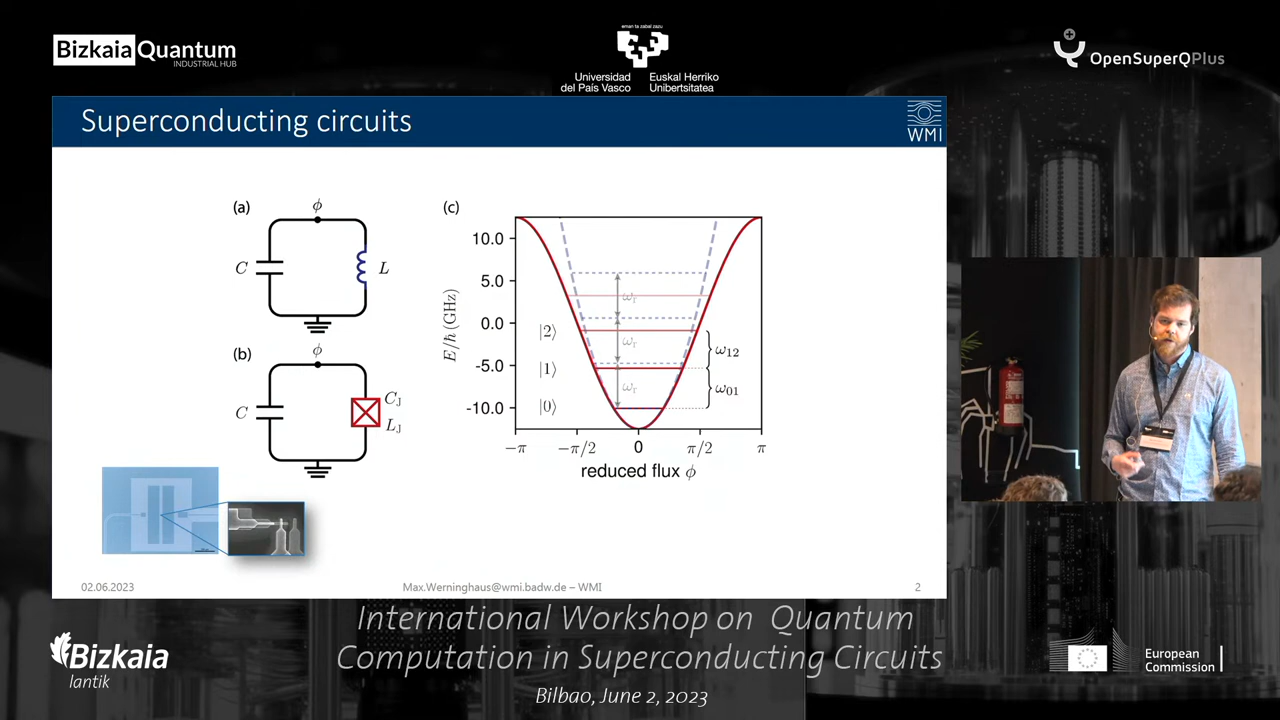 Bizkaia Quantum
INDUSTRIAL HUB
eman ta zabal zazu
Universidad
del País Vasco
Euskal Herriko
Unibertsitatea
OpenSuperQPlus
Superconducting circuits
WMI
(a)
ϕ
C
L
(b)
ϕ
C
C_J
L_J
(c)
10.0
5.0
0.0
-5.0
-10.0
E/h (GHz)
|2⟩
|1⟩
|0⟩
ω_r
ω_r
ω_r
ω_12
ω_01
−π
−π/2
0
π/2
π
reduced flux ϕ
02.06.2023
Max.Werninghaus@wmi.badw.de – WMI
2
International Workshop on Quantum
Computation in Superconducting Circuits
Bilbao, June 2, 2023
Bizkaia
lantik
European
Commission